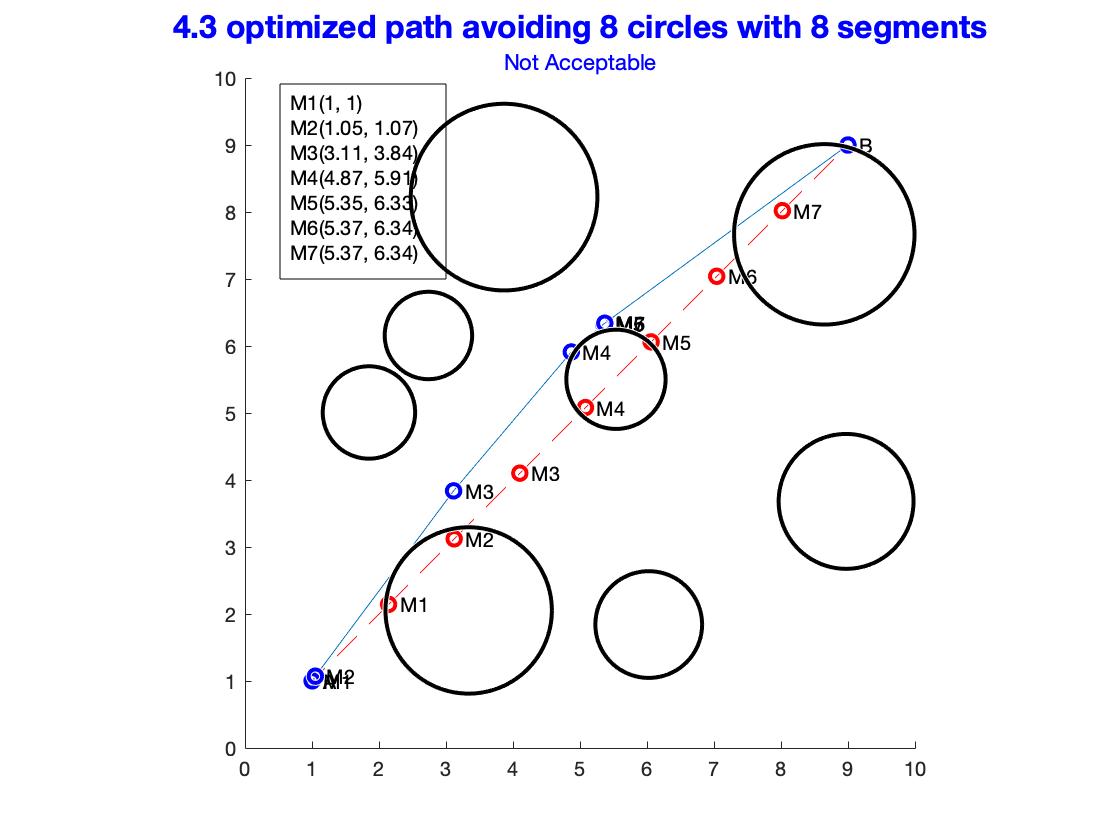 4.3 optimized path avoiding 8 circles with 8 segments
Not Acceptable
M1(1, 1)
M2(1.05, 1.07)
M3(3.11, 3.84)
M4(4.87, 5.91)
M5(5.35, 6.33)
M6(5.37, 6.34)
M7(5.37, 6.34)
10
9
8
7
6
5
4
3
2
1
0
B
M7
M6
M5
M4
M4
M3
M3
M2
M1
M2
0 1 2 3 4 5 6 7 8 9 10